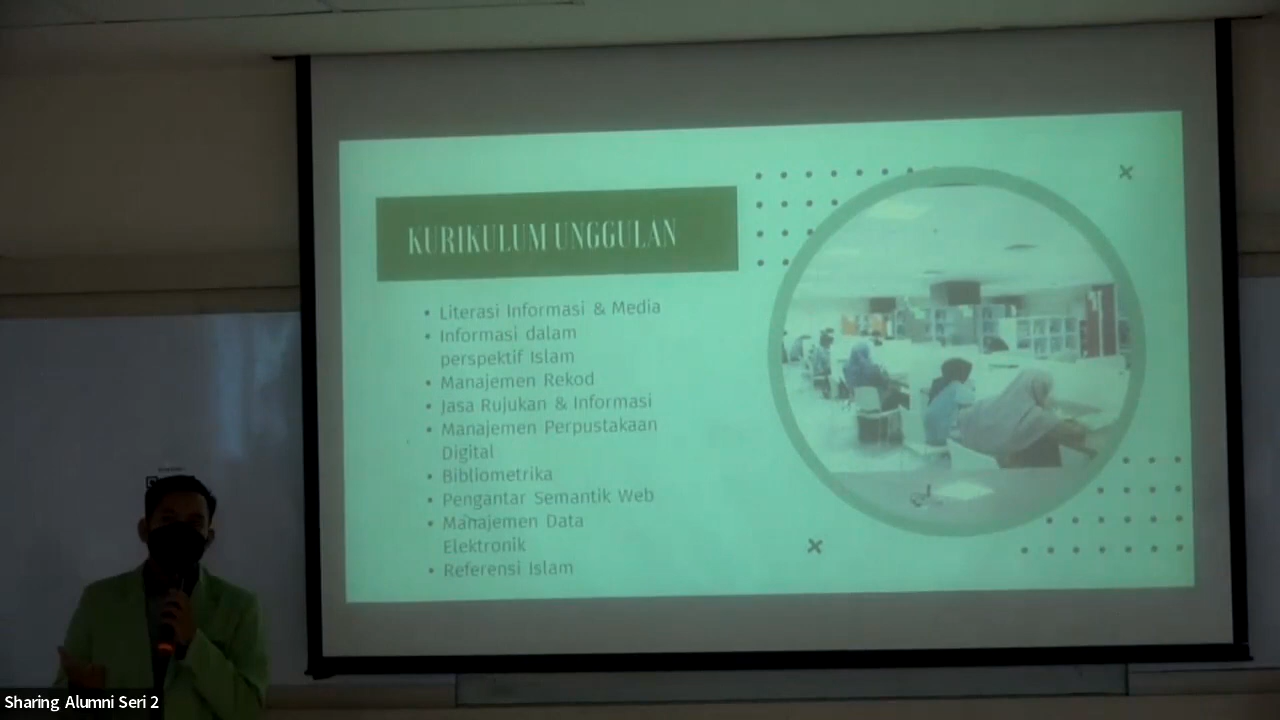 KURIKULUM UNGGULAN
• Literasi Informasi & Media
• Informasi dalam
perspektif Islam
• Manajemen Rekod
• Jasa Rujukan & Informasi
• Manajemen Perpustakaan
Digital
• Bibliometrika
• Pengantar Semantik Web
• Manajemen Data
Elektronik
• Referensi Islam
Sharing Alumni Seri 2